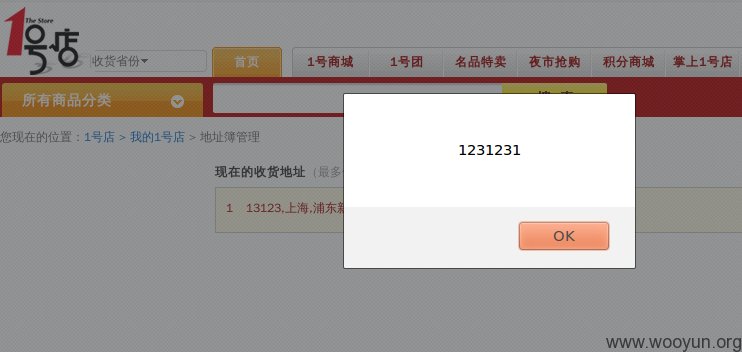 The Store
1号店
收货省份
首页
1号商城
1号团
名品特卖
夜市抢购
积分商城
掌上1号店
所有商品分类
您现在的位置：1号店 > 我的1号店 > 地址簿管理
现在的收货地址（最多
1 13123,上海,浦东新
1231231
OK
www.wooyun.org